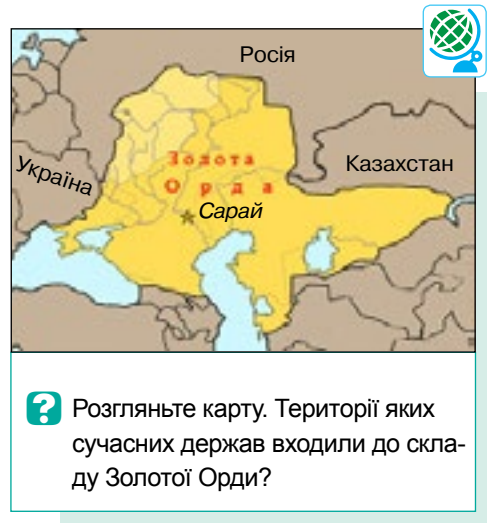 Росія
Україна
Казахстан
Золота
Орда
Сарай
Розгляньте карту. Території яких
сучасних держав входили до скла-
ду Золотої Орди?